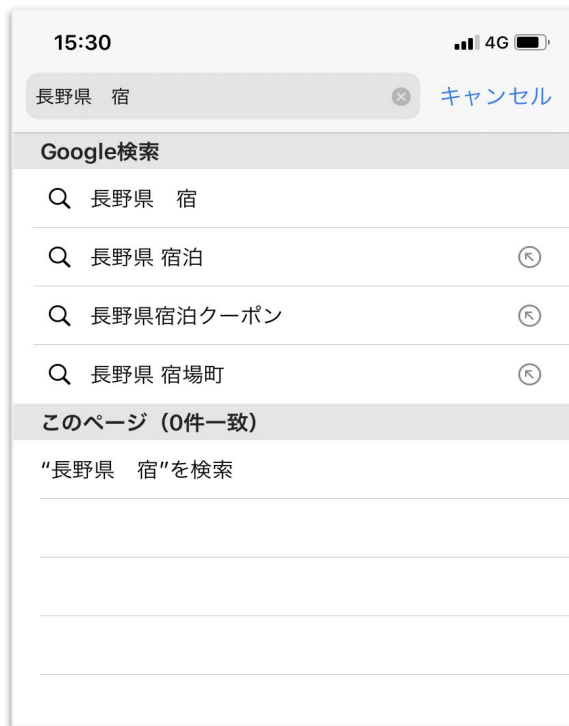 15:30 4G
長野県　宿 キャンセル
Google検索
長野県　宿
長野県 宿泊
長野県宿泊クーポン
長野県 宿場町
このページ（0件一致）
“長野県　宿”を検索